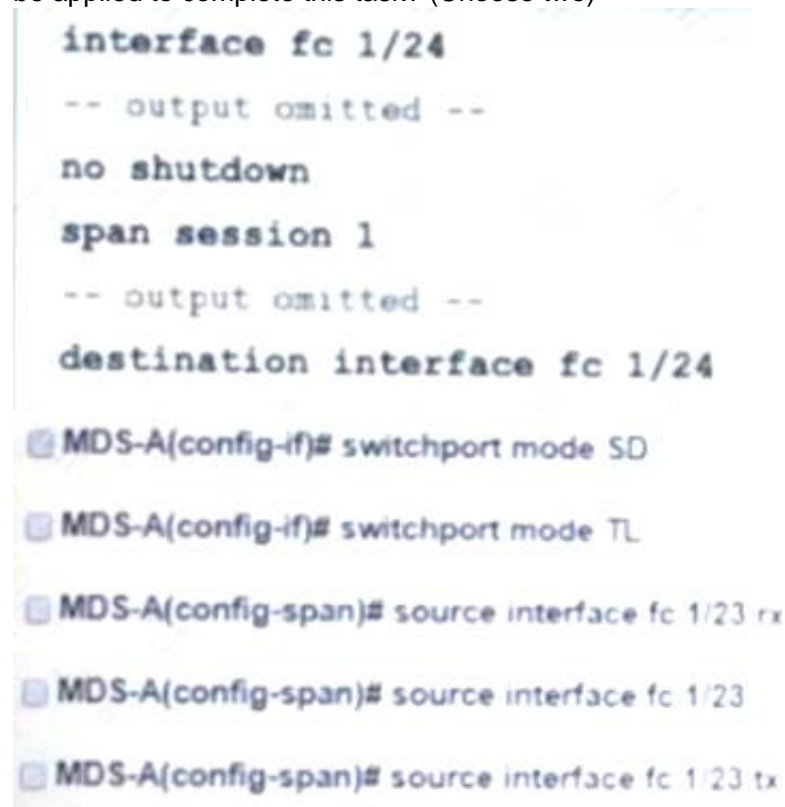 be applied to complete this task? (Choose two)
interface fc 1/24
-- output omitted --
no shutdown
span session 1
-- output omitted --
destination interface fc 1/24
MDS-A(config-if)# switchport mode SD
MDS-A(config-if)# switchport mode TL
MDS-A(config-span)# source interface fc 1/23 rx
MDS-A(config-span)# source interface fc 1/23
MDS-A(config-span)# source interface fc 1/23 tx